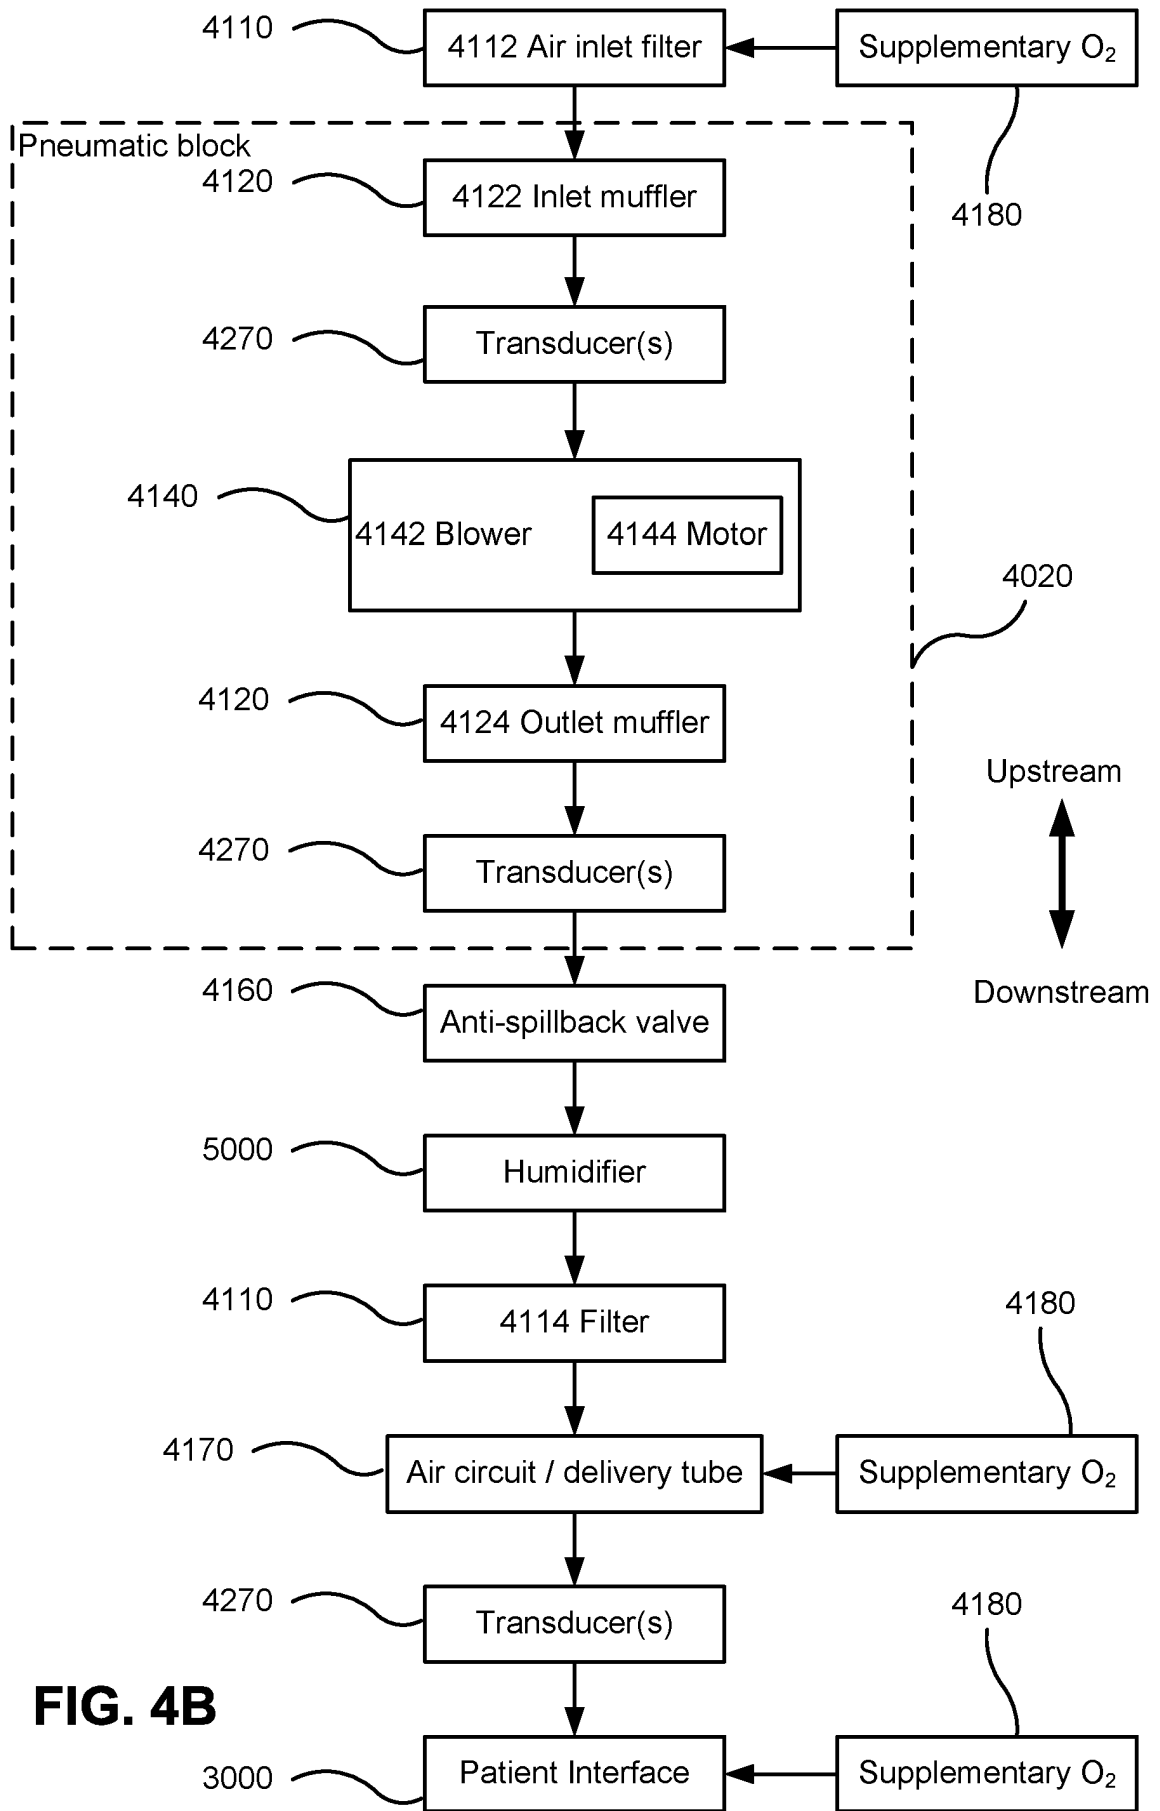 4110
4112 Air inlet filter
Supplementary O₂
4180
Pneumatic block
4120
4122 Inlet muffler
4270
Transducer(s)
4140
4142 Blower
4144 Motor
4020
4120
4124 Outlet muffler
Upstream
4270
Transducer(s)
Downstream
4160
Anti-spillback valve
5000
Humidifier
4110
4114 Filter
4180
4170
Air circuit / delivery tube
Supplementary O₂
4270
Transducer(s)
4180
FIG. 4B
3000
Patient Interface
Supplementary O₂